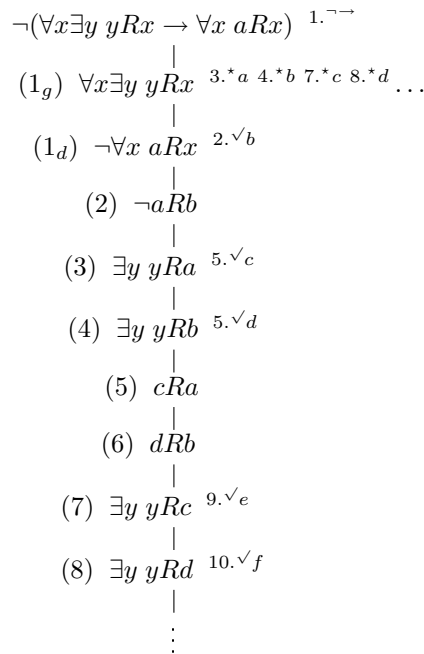 ¬(∀x∃y yRx → ∀x aRx) 1.¬→
(1g) ∀x∃y yRx 3.⋆a 4.⋆b 7.⋆c 8.⋆d ...
(1d) ¬∀x aRx 2.√b
(2) ¬aRb
(3) ∃y yRa 5.√c
(4) ∃y yRb 5.√d
(5) cRa
(6) dRb
(7) ∃y yRc 9.√e
(8) ∃y yRd 10.√f
⋮